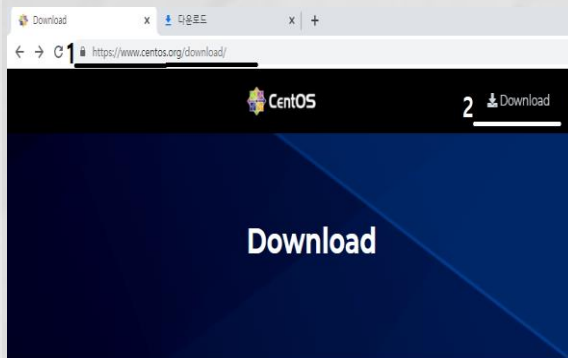 Download
다운로드
1 https://www.centos.org/download/
CentOS
2 Download
Download